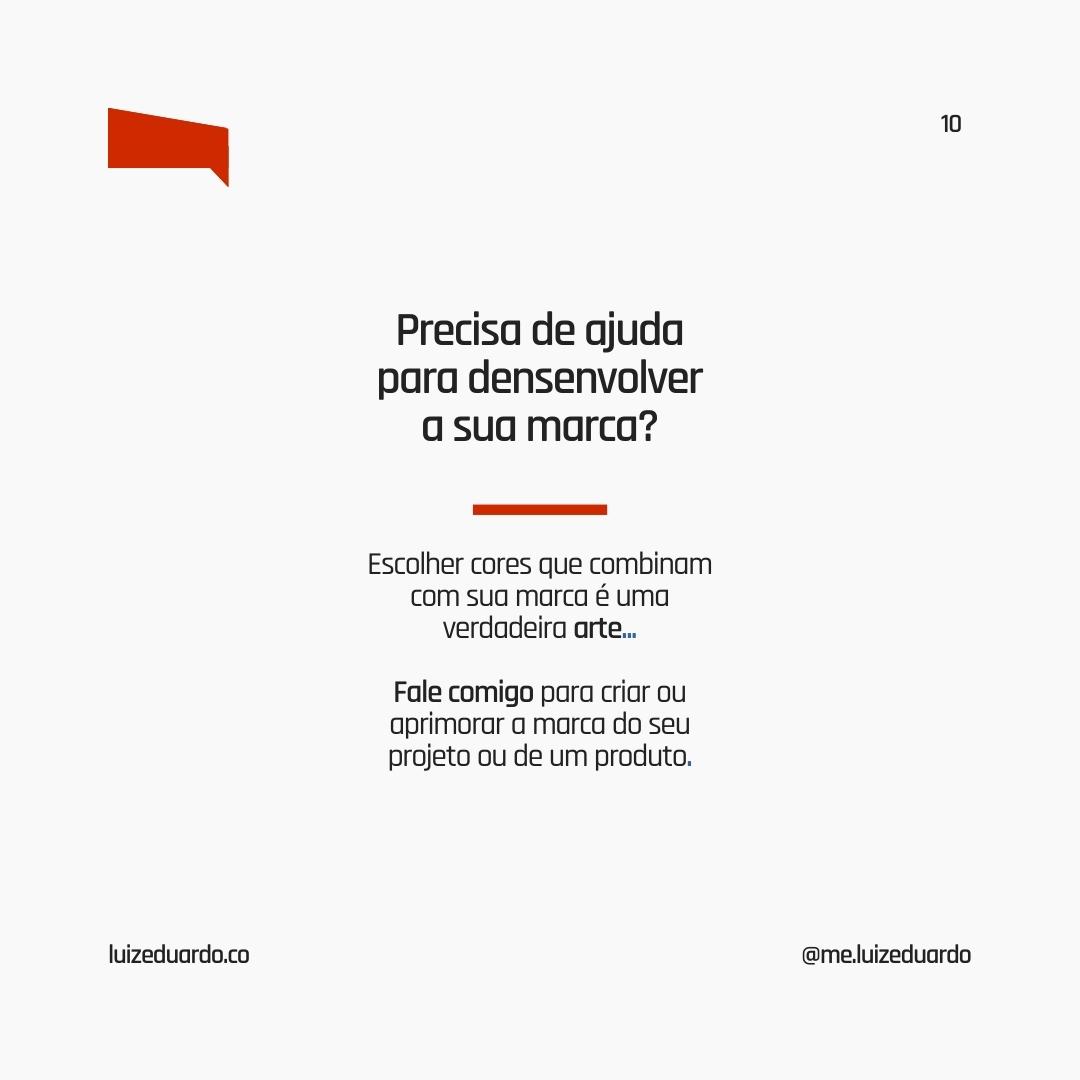 10
Precisa de ajuda
para densenvolver
a sua marca?
Escolher cores que combinam
com sua marca é uma
verdadeira arte...
Fale comigo para criar ou
aprimorar a marca do seu
projeto ou de um produto.
luizeduardo.co
@me.luizeduardo